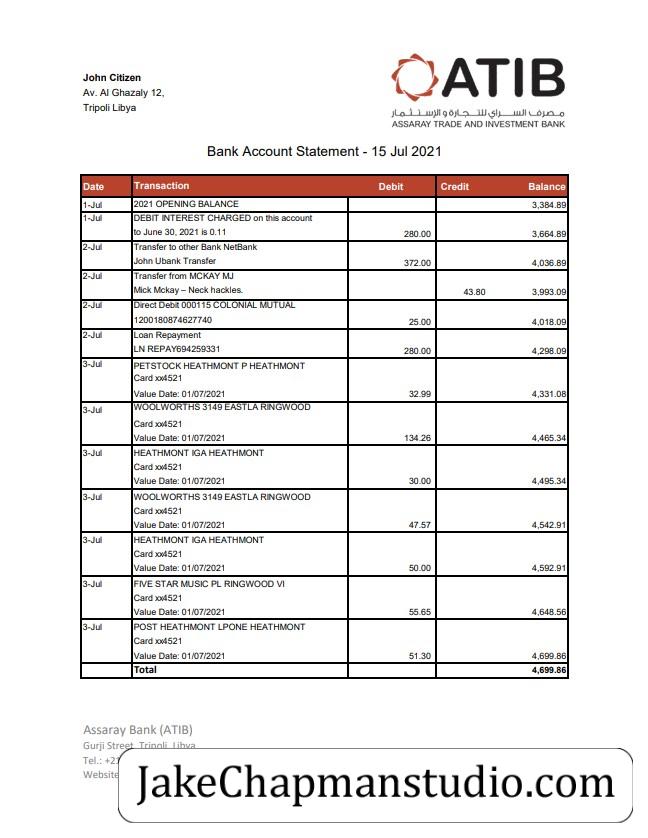 John Citizen
Av. Al Ghazaly 12,
Tripoli Libya
ATIB
مصرف السراي للتجارة و الإستثمار
ASSARAY TRADE AND INVESTMENT BANK
Bank Account Statement - 15 Jul 2021
Date Transaction Debit Credit Balance
1-Jul 2021 OPENING BALANCE 3,384.89
1-Jul DEBIT INTEREST CHARGED on this account
to June 30, 2021 is 0.11 280.00 3,664.89
2-Jul Transfer to other Bank NetBank
John Ubank Transfer 372.00 4,036.89
2-Jul Transfer from MCKAY MJ
Mick Mckay – Neck hackles. 43.80 3,993.09
2-Jul Direct Debit 000115 COLONIAL MUTUAL
1200180874627740 25.00 4,018.09
2-Jul Loan Repayment
LN REPAY694259331 280.00 4,298.09
3-Jul PETSTOCK HEATHMONT P HEATHMONT
Card xx4521
Value Date: 01/07/2021 32.99 4,331.08
3-Jul WOOLWORTHS 3149 EASTLA RINGWOOD
Card xx4521
Value Date: 01/07/2021 134.26 4,465.34
3-Jul HEATHMONT IGA HEATHMONT
Card xx4521
Value Date: 01/07/2021 30.00 4,495.34
3-Jul WOOLWORTHS 3149 EASTLA RINGWOOD
Card xx4521
Value Date: 01/07/2021 47.57 4,542.91
3-Jul HEATHMONT IGA HEATHMONT
Card xx4521
Value Date: 01/07/2021 50.00 4,592.91
3-Jul FIVE STAR MUSIC PL RINGWOOD VI
Card xx4521
Value Date: 01/07/2021 55.65 4,648.56
3-Jul POST HEATHMONT LPONE HEATHMONT
Card xx4521
Value Date: 01/07/2021 51.30 4,699.86
Total 4,699.86
Assaray Bank (ATIB)
Gurji Street, Tripoli, Libya
Tel.: +21
Website
JakeChapmanstudio.com